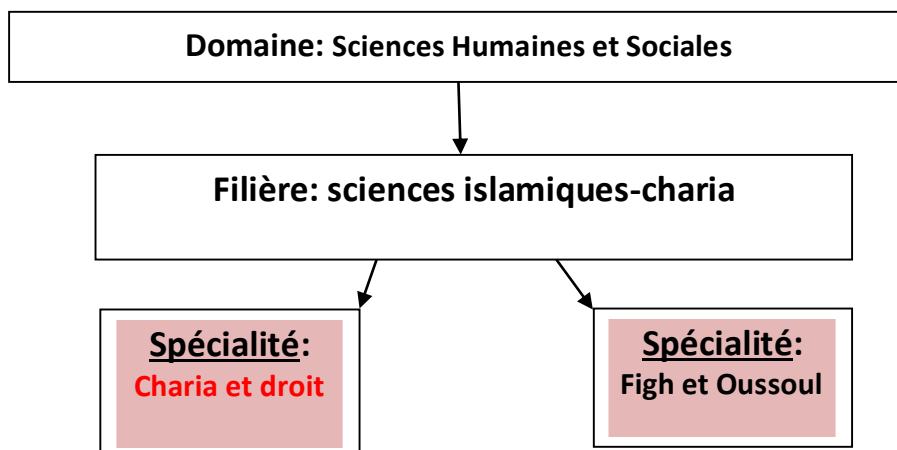 Domaine: Sciences Humaines et Sociales
Filière: sciences islamiques-charia
Spécialité:
Charia et droit
Spécialité:
Figh et Oussoul